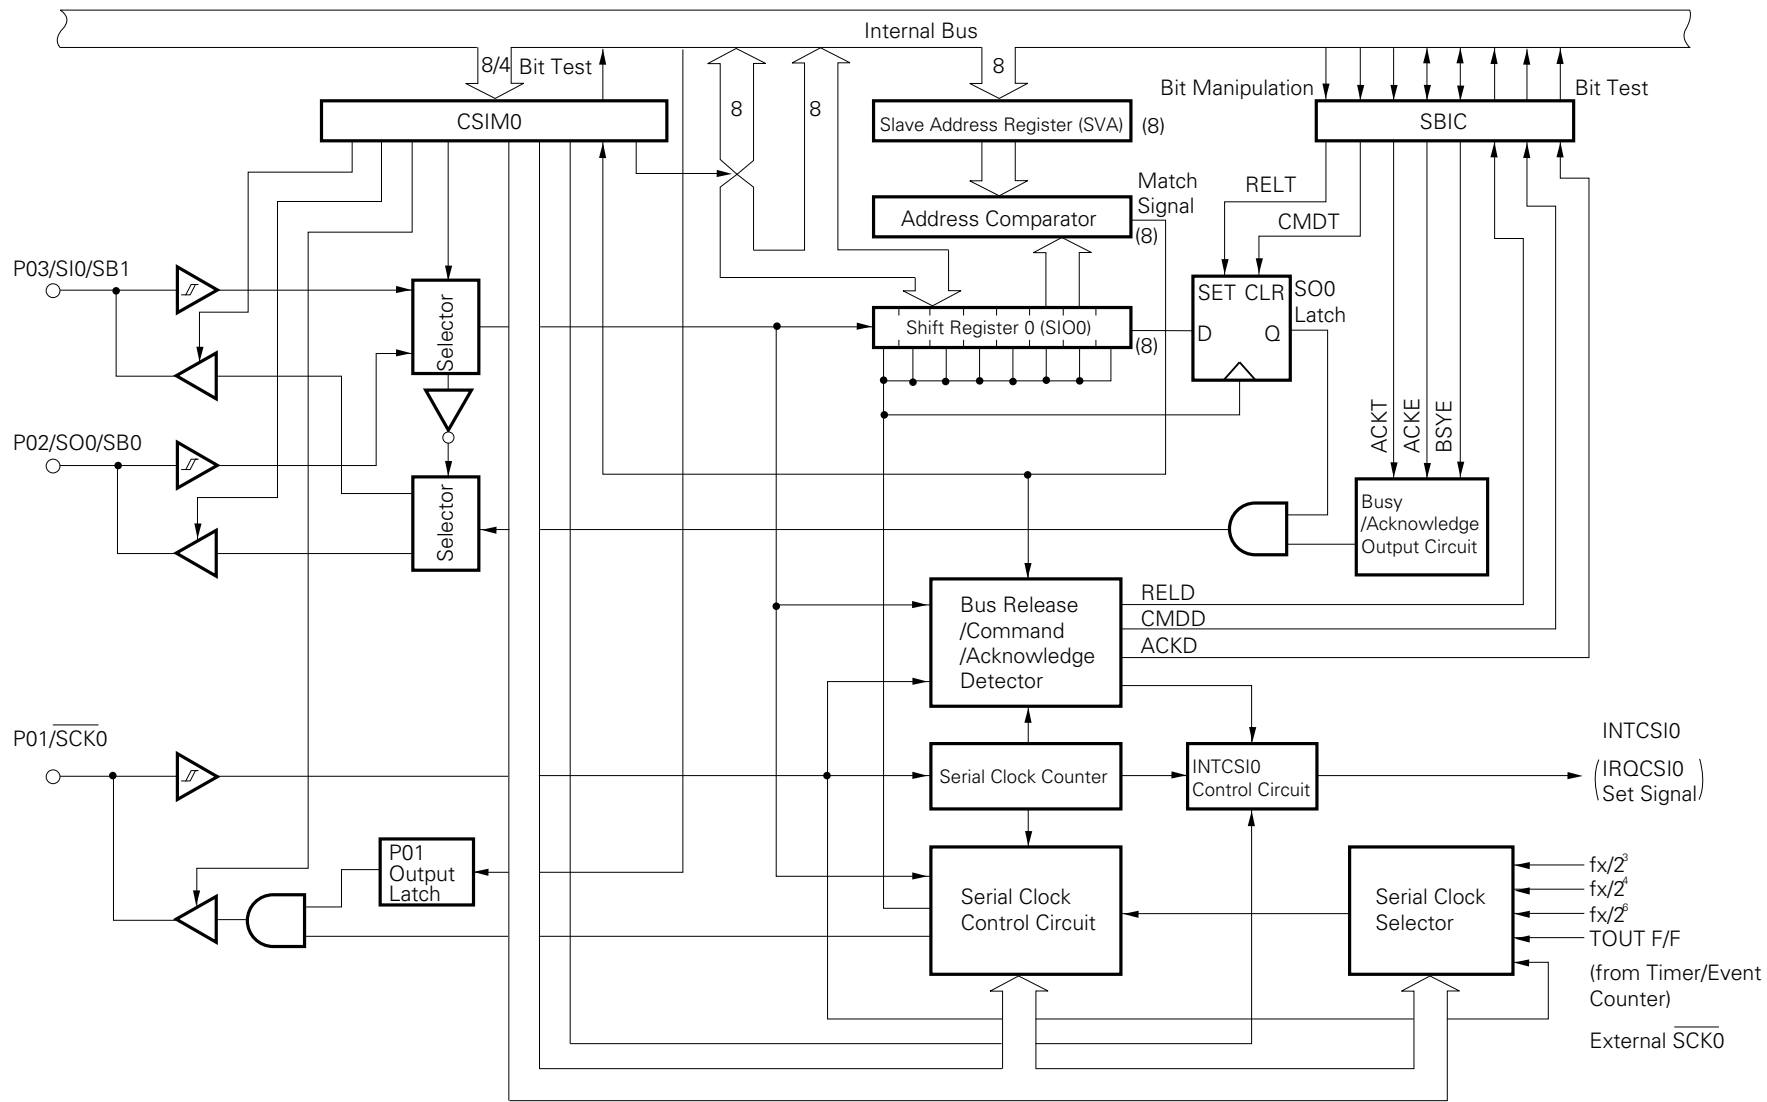 Internal Bus
8/4
Bit Test
8
8
8
Bit Manipulation
Bit Test
CSIM0
Slave Address Register (SVA)
(8)
SBIC
Match
Signal
RELT
Address Comparator
(8)
CMDT
P03/SI0/SB1
Selector
SET CLR
SO0
Latch
Shift Register 0 (SIO0)
(8)
D
Q
ACKT
ACKE
BSYE
P02/SO0/SB0
Selector
Busy
/Acknowledge
Output Circuit
Bus Release
/Command
/Acknowledge
Detector
RELD
CMDD
ACKD
P01/SCK0
INTCSI0
Serial Clock Counter
INTCSI0
Control Circuit
(IRQCSI0
Set Signal)
P01
Output
Latch
Serial Clock
Control Circuit
Serial Clock
Selector
fx/2³
fx/2⁴
fx/2⁶
TOUT F/F
(from Timer/Event
Counter)
External SCK0